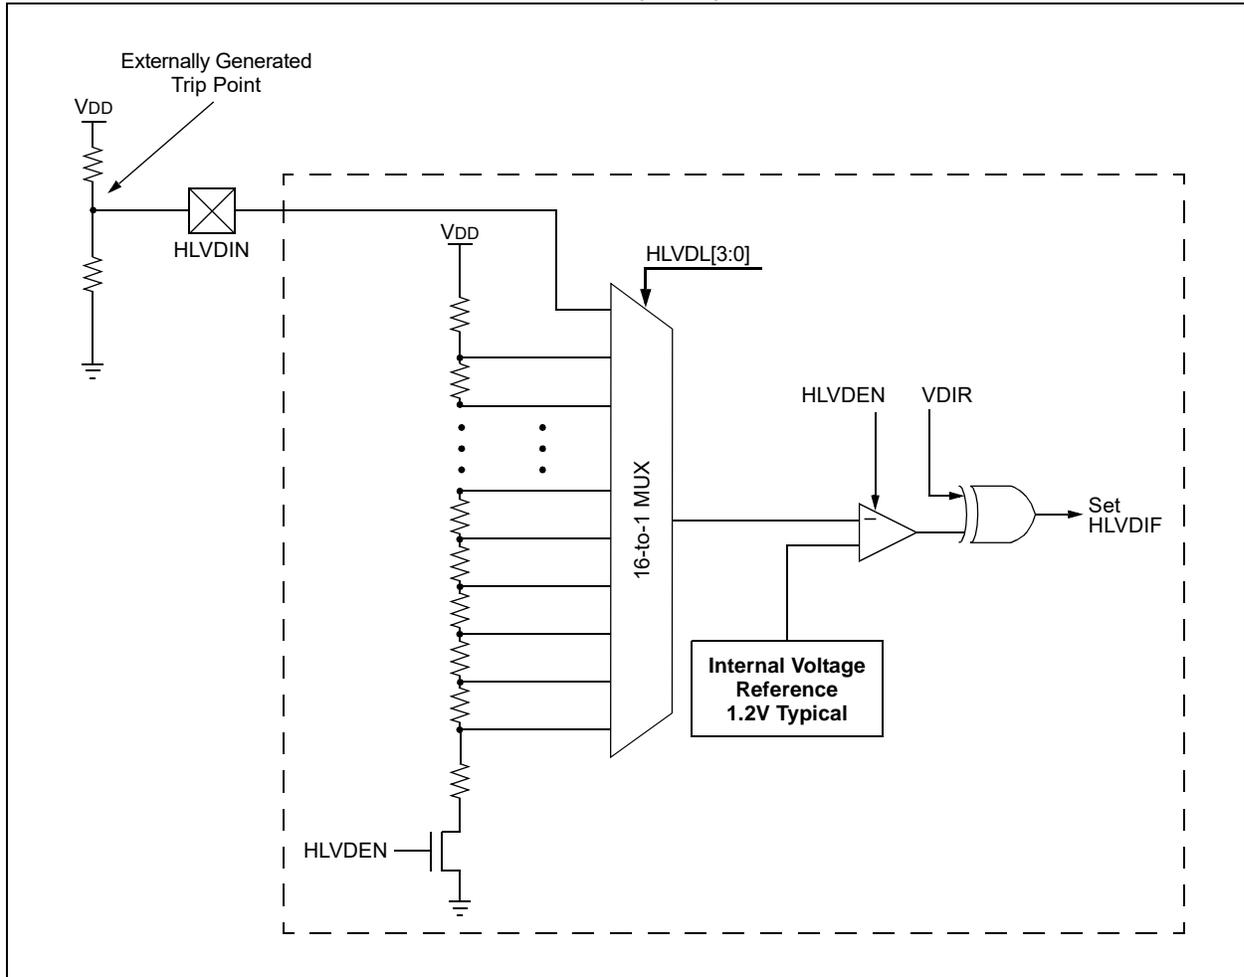 Externally Generated
Trip Point
VDD
HLVDIN
VDD
HLVDL[3:0]
HLVDEN
VDIR
16-to-1 MUX
–
Set
HLVDIF
Internal Voltage
Reference
1.2V Typical
HLVDEN